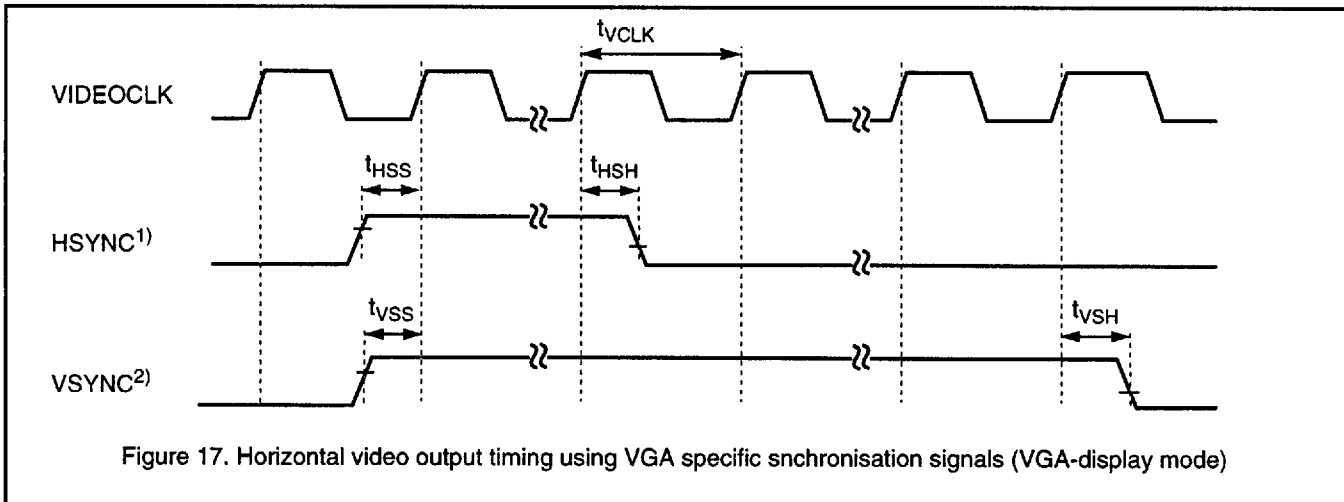 tVCLK
VIDEOCLK
tHSS
tHSH
HSYNC1)
tVSS
tVSH
VSYNC2)
Figure 17. Horizontal video output timing using VGA specific snchronisation signals (VGA-display mode)